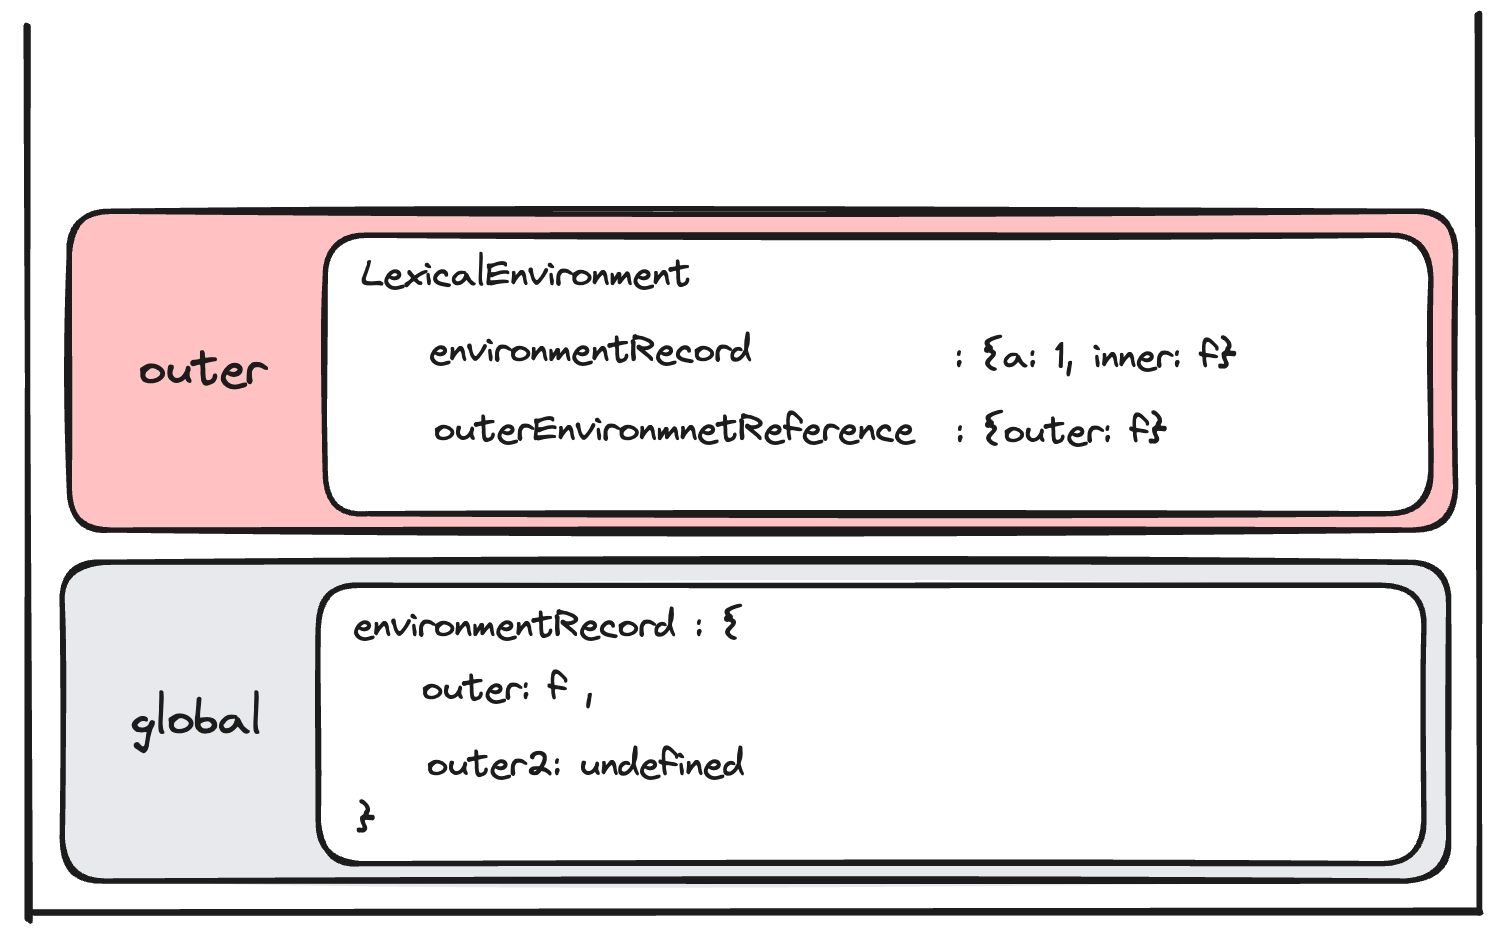 LexicalEnvironment
outer
environmentRecord : {a: 1, inner: f}
outerEnvironmnetReference : {outer: f}
environmentRecord : {
outer: f ,
global
outer2: undefined
}